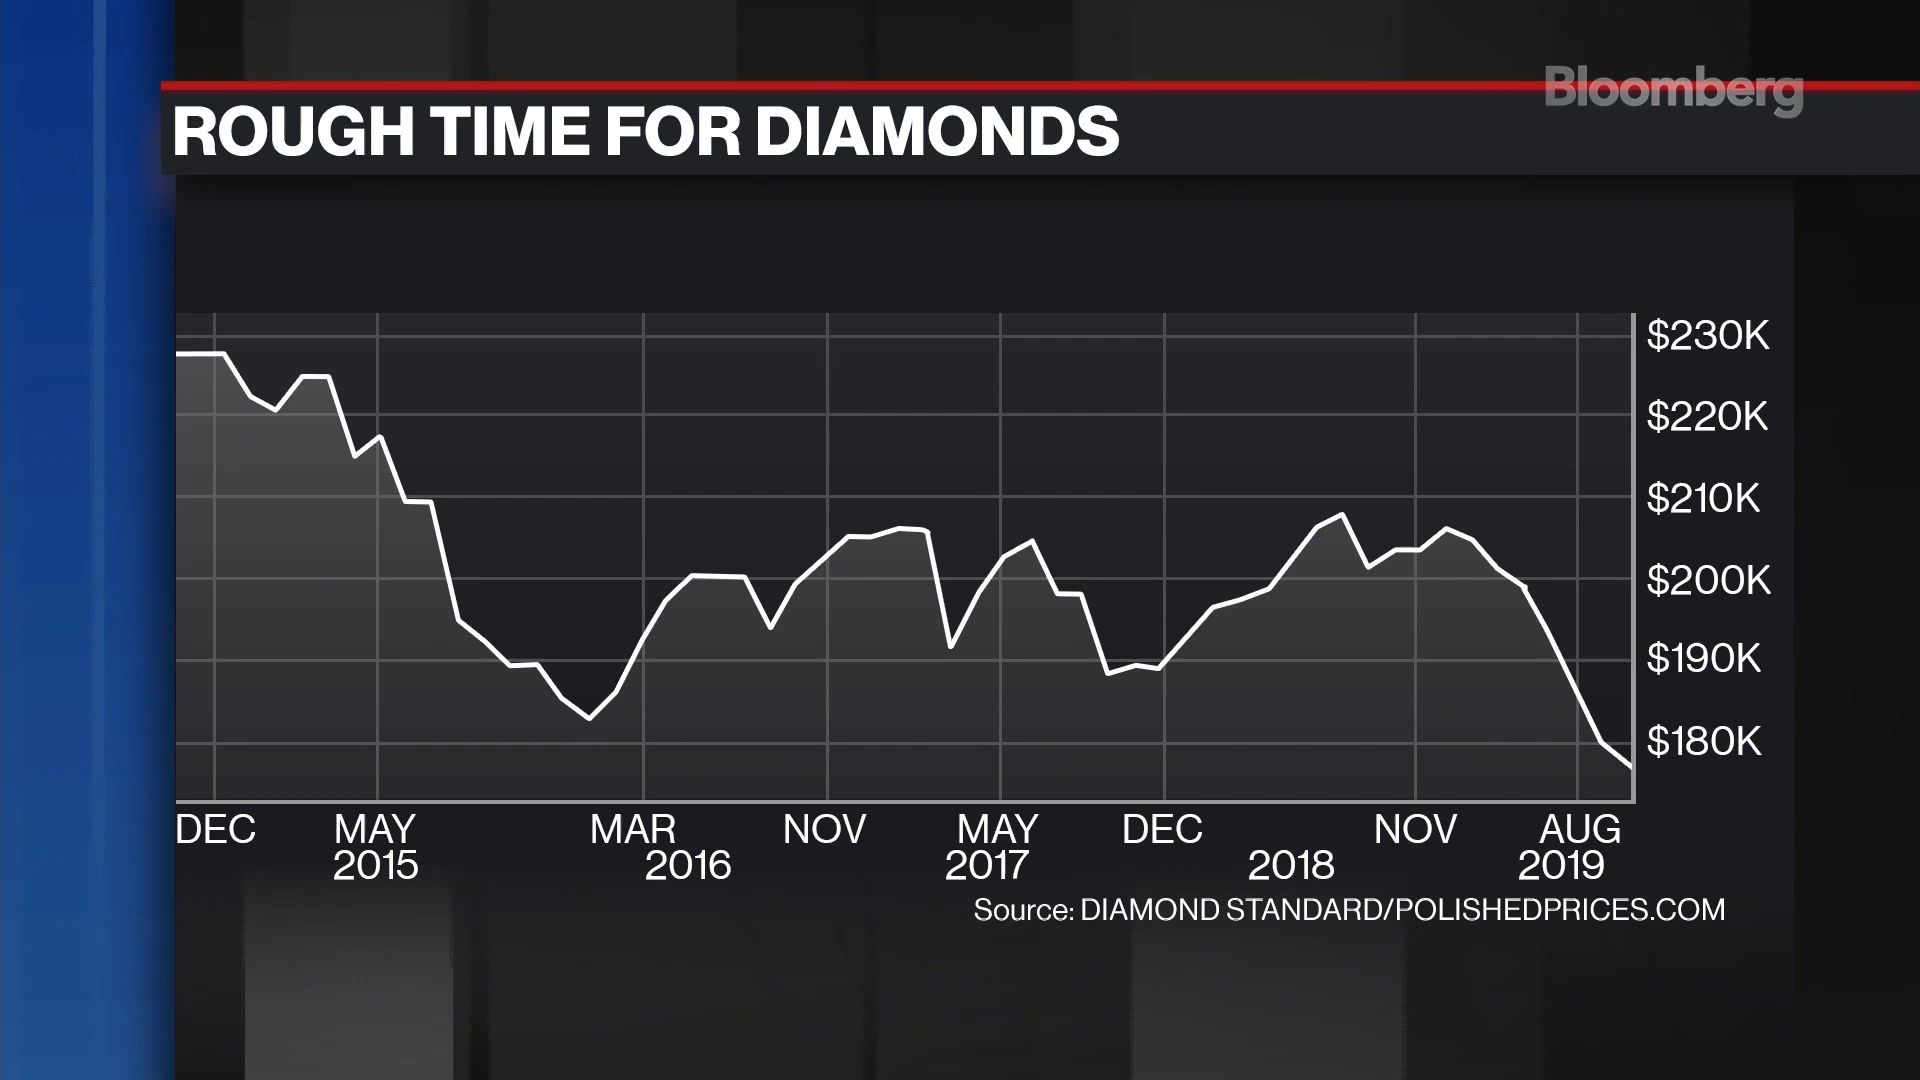 Bloomberg
ROUGH TIME FOR DIAMONDS
$230K
$220K
$210K
$200K
$190K
$180K
DEC MAY MAR NOV MAY DEC NOV AUG
2015 2016 2017 2018 2019
Source: DIAMOND STANDARD/POLISHEDPRICES.COM